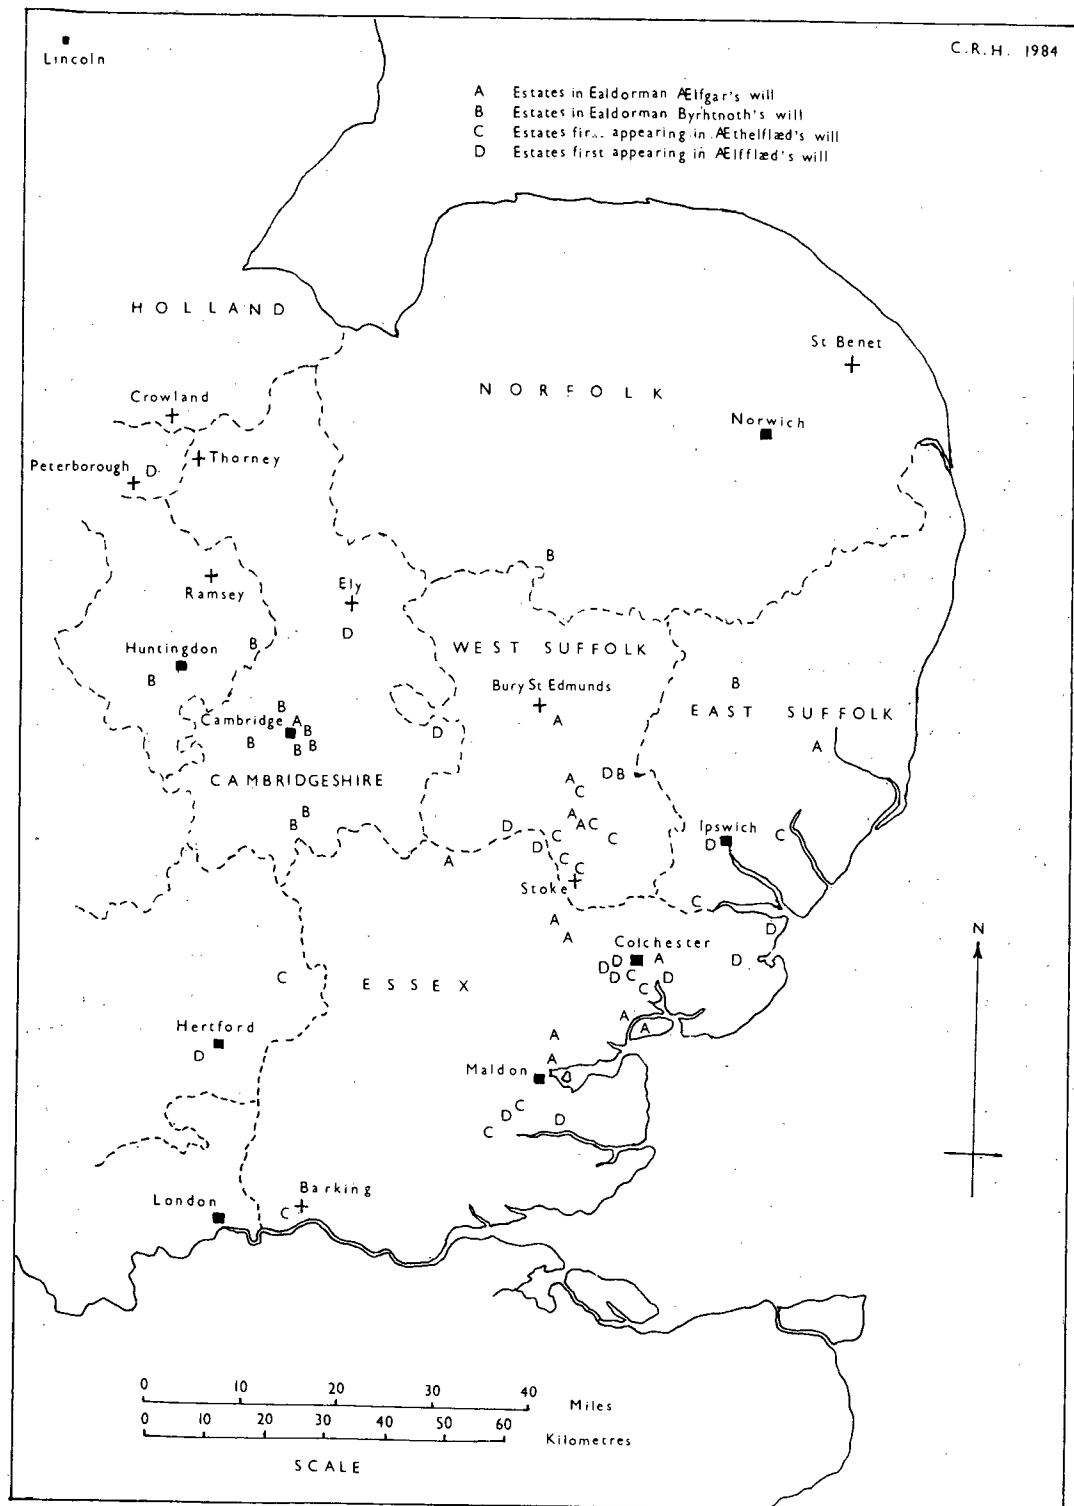 Lincoln
C.R.H. 1984
A Estates in Ealdorman Ælfgar's will
B Estates in Ealdorman Byrhtnoth's will
C Estates appearing in Æthelflæd's will
D Estates first appearing in Ælfflæd's will
HOLLAND
St Benet
NORFOLK
Crowland
Norwich
Thorney
Peterborough D
B
Ramsey
Ely
D
WEST SUFFOLK
Huntingdon
B
B
Bury St Edmunds
B
EAST SUFFOLK
A
B
Cambridge A
B
B
B B
D
A
CAMBRIDGESHIRE
A
C
D B
B
B
A
A C
C
C
D
D
A
C
C
Stoke
Ipswich
D
C
C
A
A
D
Colchester
A
D
D
D
C
D
C
D
C
ESSEX
A
A
Hertford
D
A
A
Maldon
C
D
D
C
Barking
C
London
N
0 10 20 30 40
Miles
0 10 20 30 40 50 60
Kilometres
SCALE